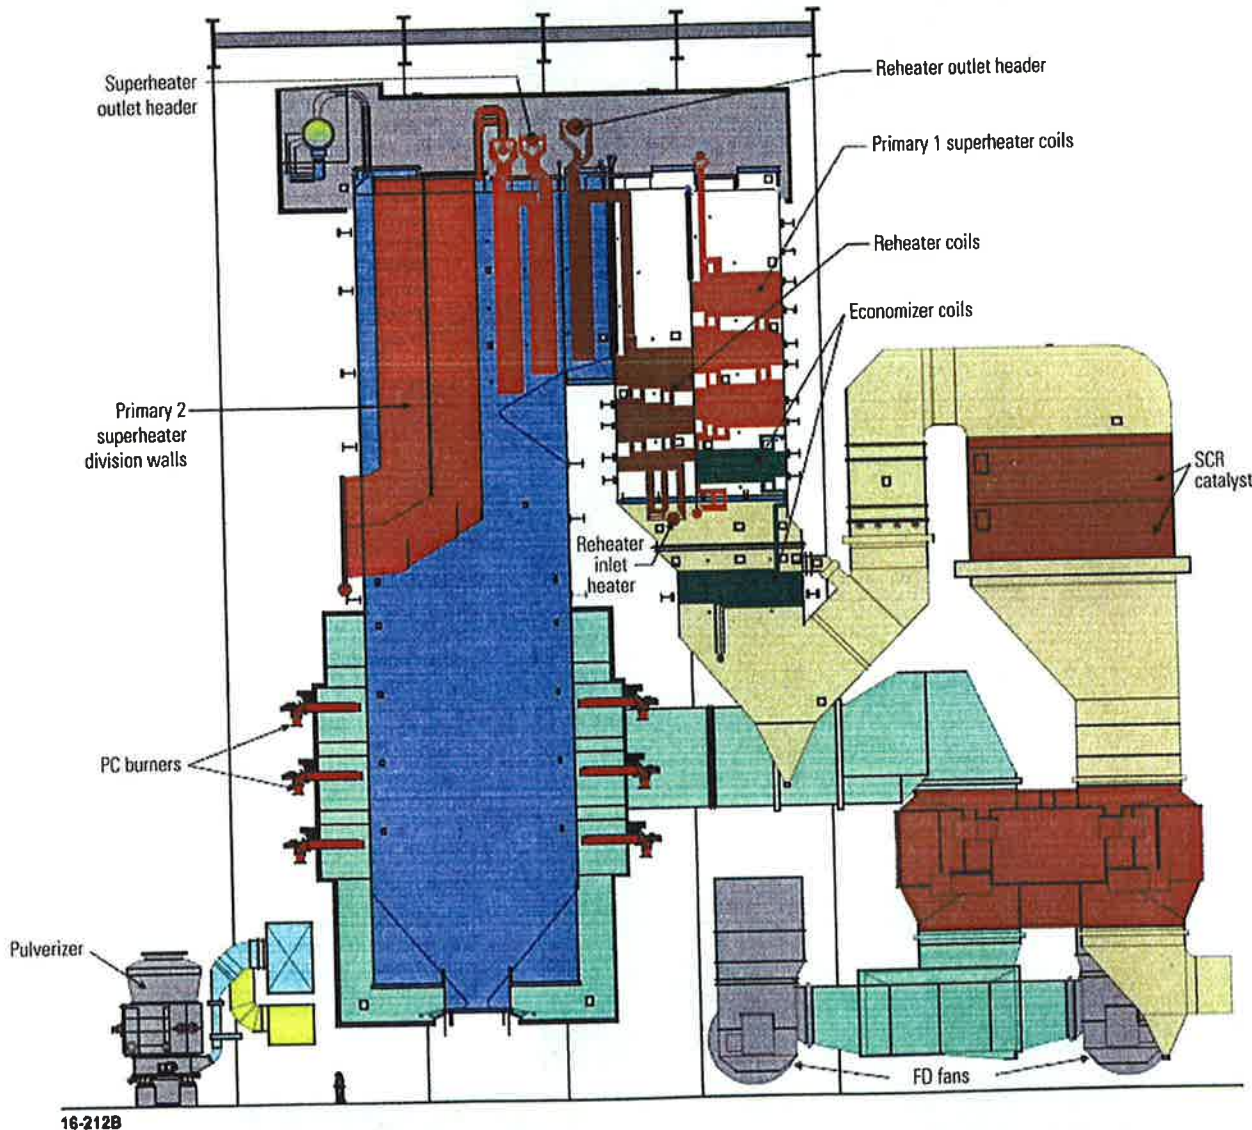 Superheater
outlet header
Reheater outlet header
Primary 1 superheater coils
Reheater coils
Economizer coils
Primary 2
superheater
division walls
SCR
catalyst
Reheater
inlet
heater
PC burners
Pulverizer
FD fans
16-212B